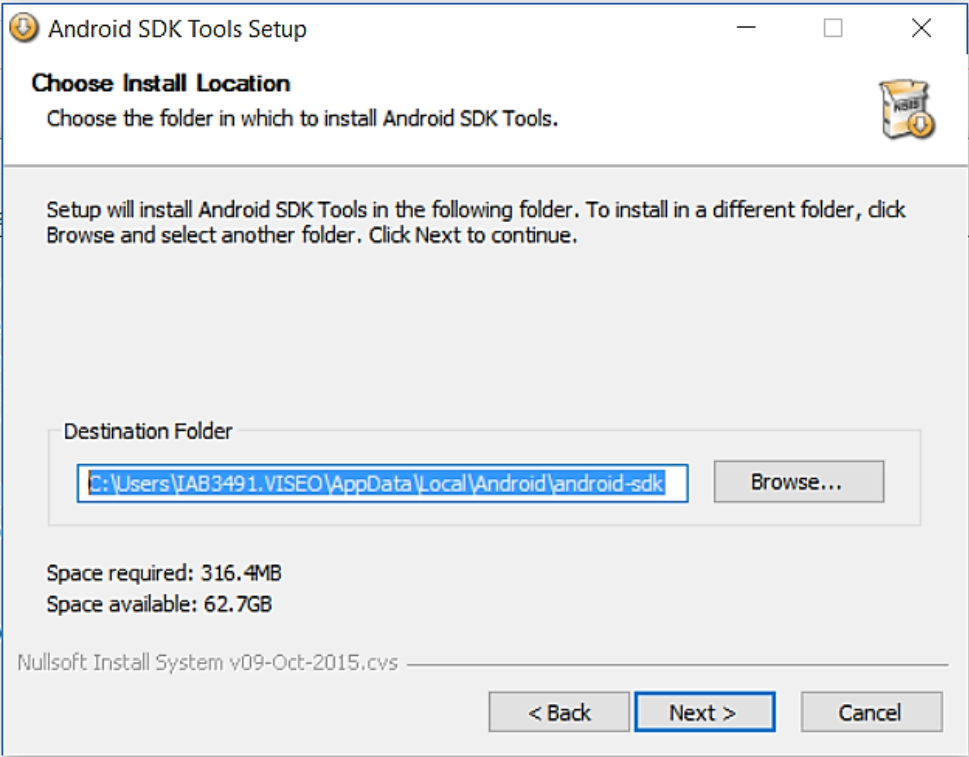 Android SDK Tools Setup
Choose Install Location
Choose the folder in which to install Android SDK Tools.
NSIS
Setup will install Android SDK Tools in the following folder. To install in a different folder, click
Browse and select another folder. Click Next to continue.
Destination Folder
C:\Users\IAB3491.VISEO\AppData\Local\Android\android-sdk
Browse...
Space required: 316.4MB
Space available: 62.7GB
Nullsoft Install System v09-Oct-2015.cvs
< Back Next > Cancel